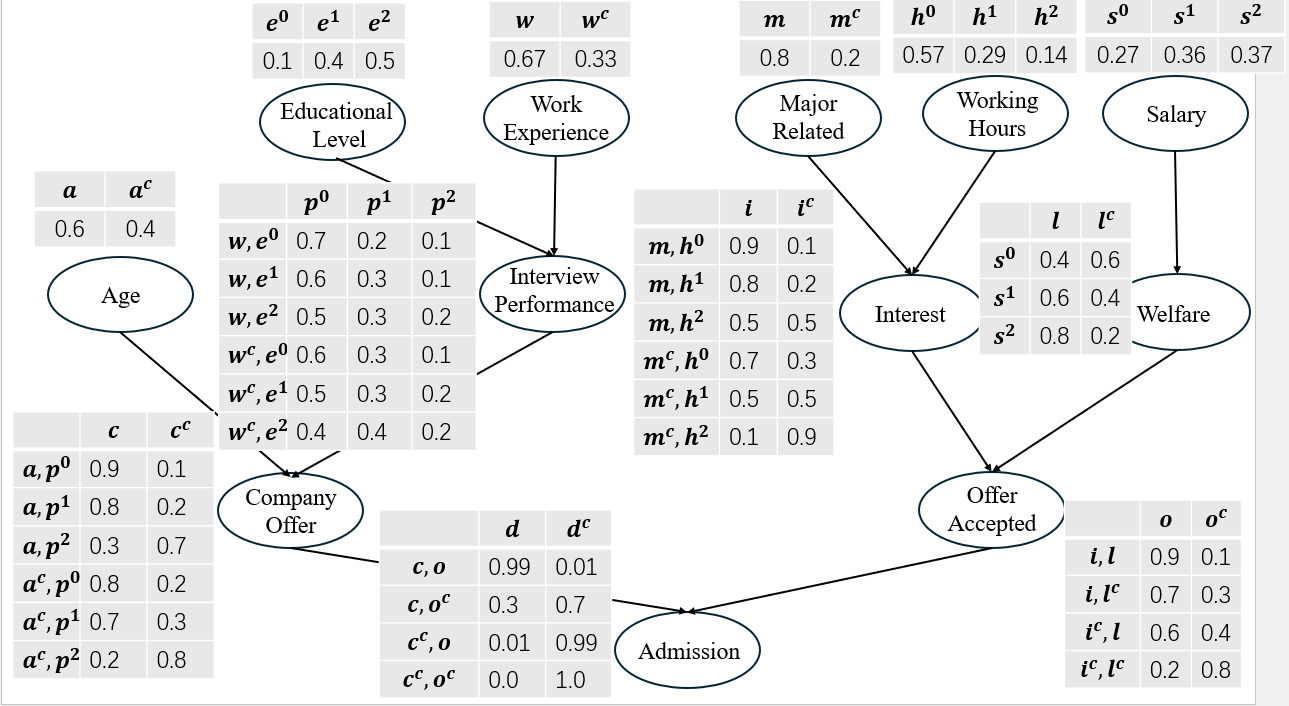 e⁰ e¹ e²
0.1 0.4 0.5
w wᶜ
0.67 0.33
m mᶜ
0.8 0.2
h⁰ h¹ h²
0.57 0.29 0.14
s⁰ s¹ s²
0.27 0.36 0.37
Educational
Level
Work
Experience
Major
Related
Working
Hours
Salary
a aᶜ
0.6 0.4
Age
p⁰ p¹ p²
w, e⁰ 0.7 0.2 0.1
w, e¹ 0.6 0.3 0.1
w, e² 0.5 0.3 0.2
wᶜ, e⁰ 0.6 0.3 0.1
wᶜ, e¹ 0.5 0.3 0.2
wᶜ, e² 0.4 0.4 0.2
Interview
Performance
i iᶜ
m, h⁰ 0.9 0.1
m, h¹ 0.8 0.2
m, h² 0.5 0.5
mᶜ, h⁰ 0.7 0.3
mᶜ, h¹ 0.5 0.5
mᶜ, h² 0.1 0.9
Interest
l lᶜ
s⁰ 0.4 0.6
s¹ 0.6 0.4
s² 0.8 0.2
Welfare
c cᶜ
a, p⁰ 0.9 0.1
a, p¹ 0.8 0.2
a, p² 0.3 0.7
aᶜ, p⁰ 0.8 0.2
aᶜ, p¹ 0.7 0.3
aᶜ, p² 0.2 0.8
Company
Offer
d dᶜ
c, o 0.99 0.01
c, oᶜ 0.3 0.7
cᶜ, o 0.01 0.99
cᶜ, oᶜ 0.0 1.0
Admission
Offer
Accepted
o oᶜ
i, l 0.9 0.1
i, lᶜ 0.7 0.3
iᶜ, l 0.6 0.4
iᶜ, lᶜ 0.2 0.8